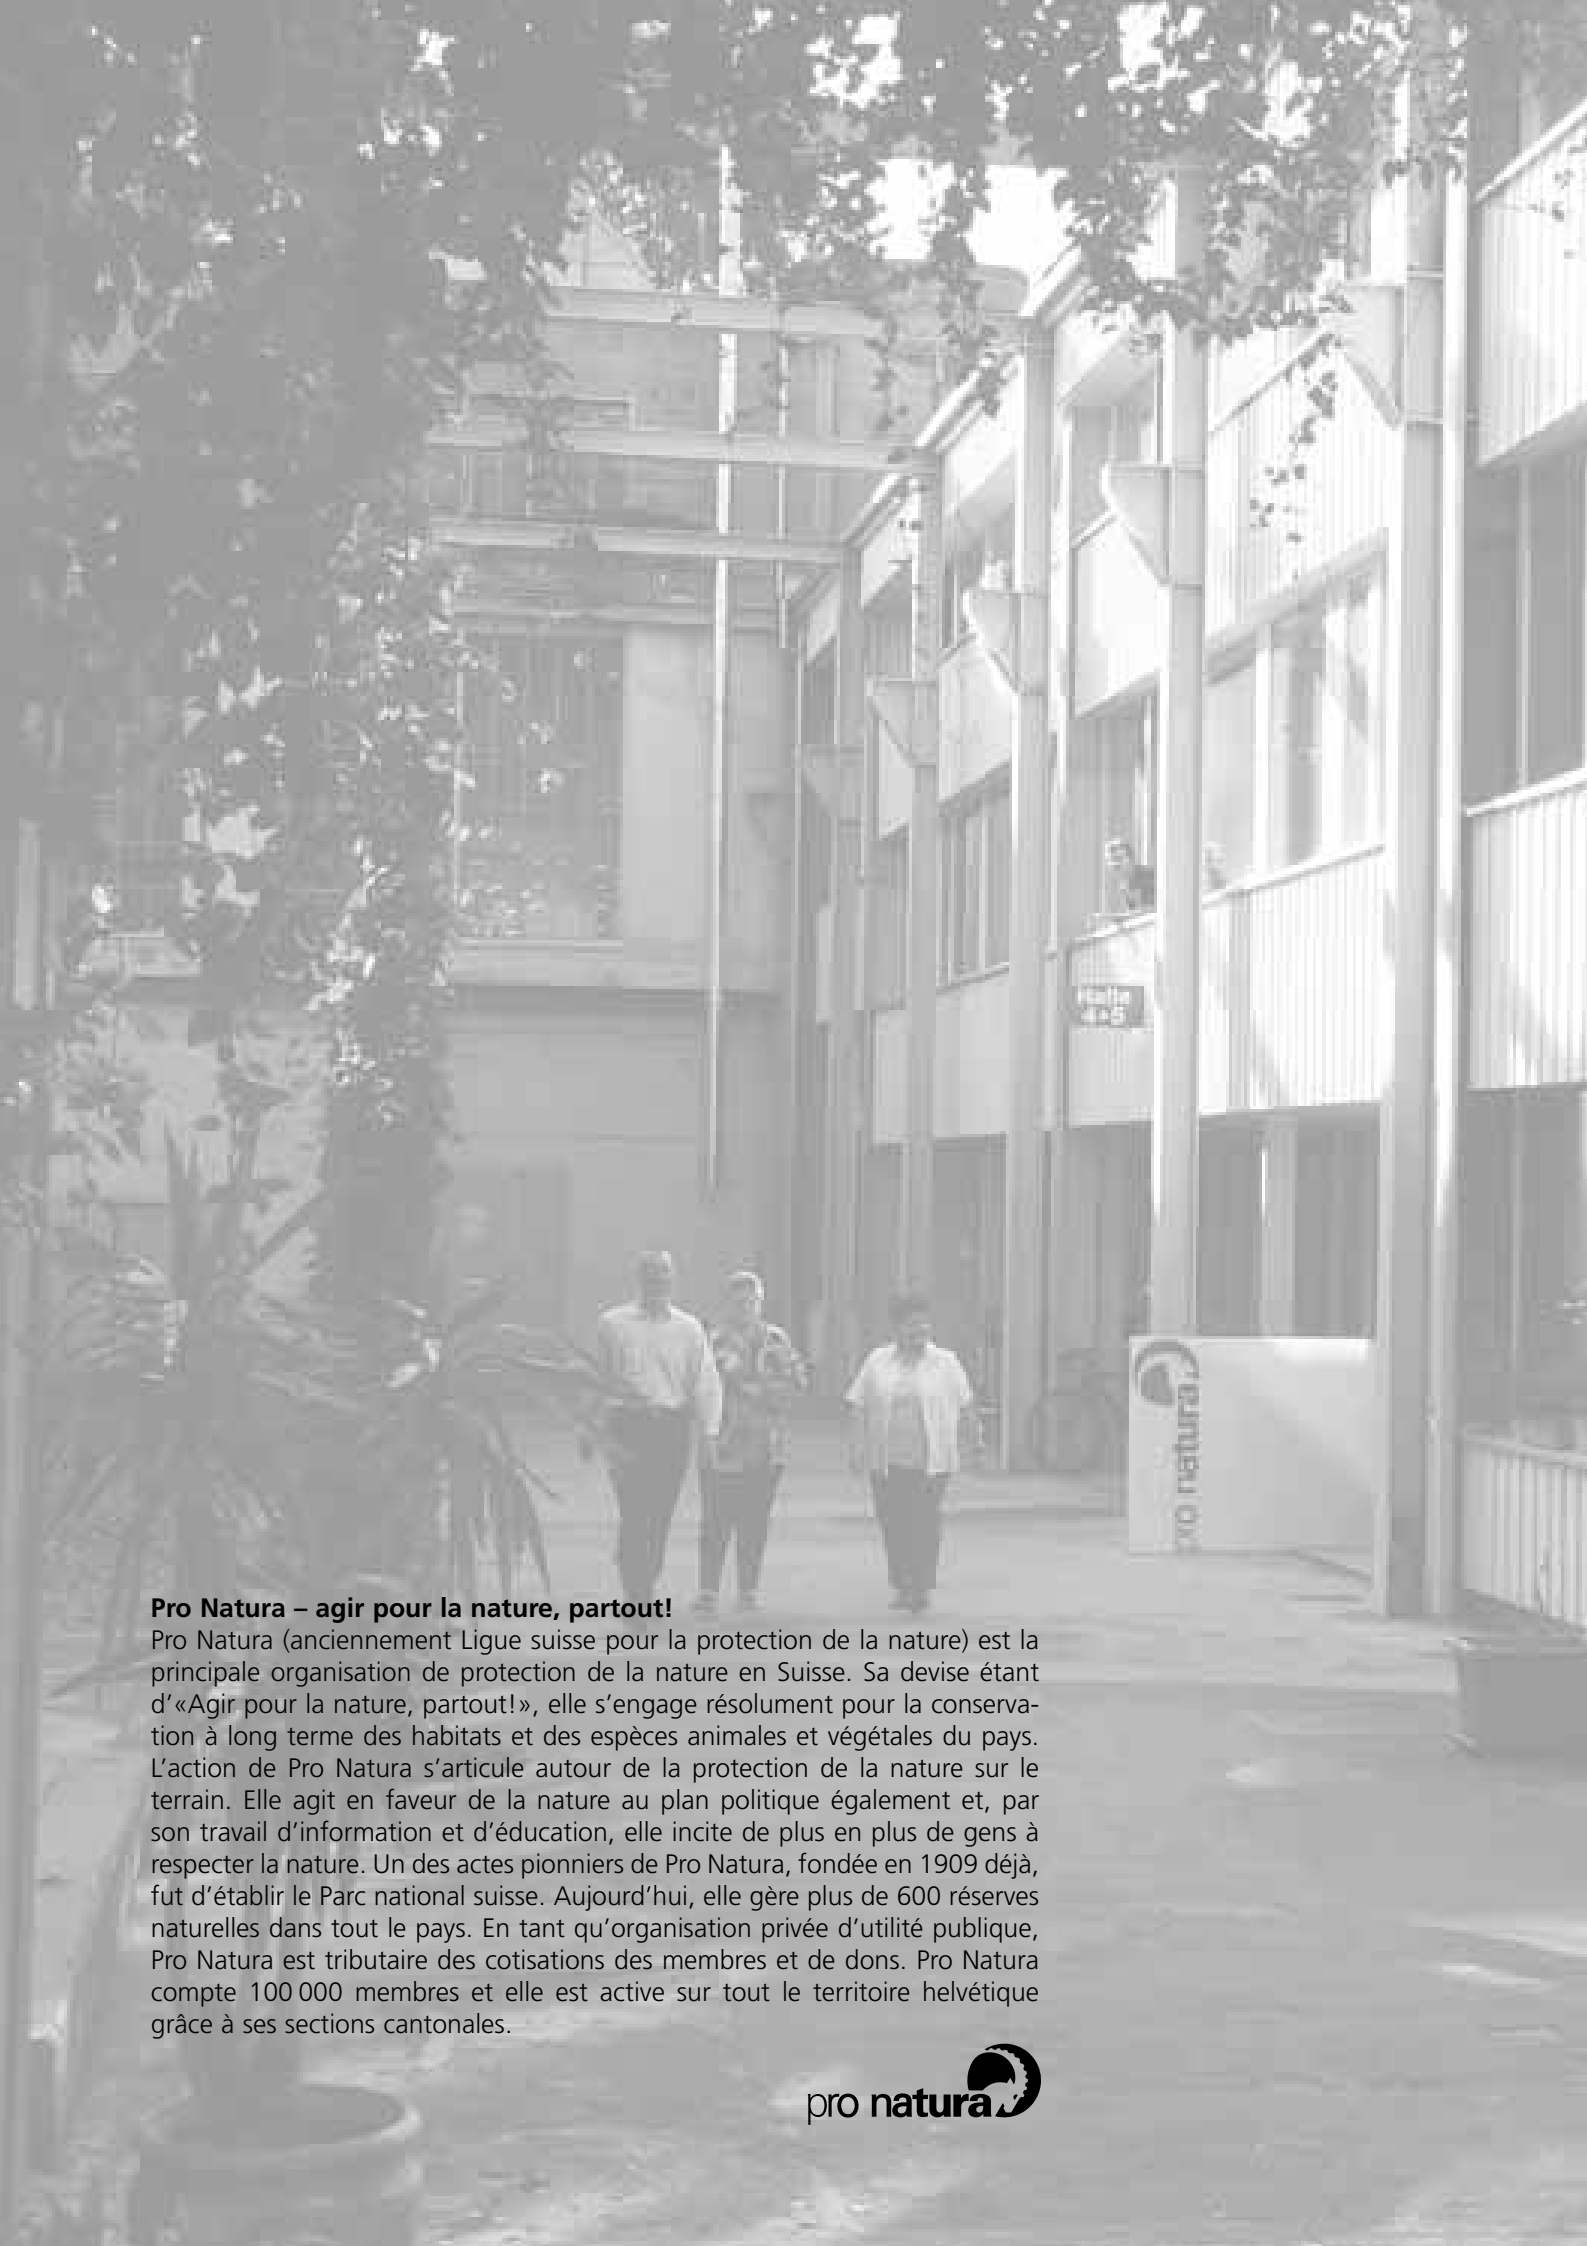 Halle
4+5
pro natura
Pro Natura – agir pour la nature, partout!
Pro Natura (anciennement Ligue suisse pour la protection de la nature) est la
principale organisation de protection de la nature en Suisse. Sa devise étant
d’«Agir pour la nature, partout!», elle s’engage résolument pour la conserva-
tion à long terme des habitats et des espèces animales et végétales du pays.
L’action de Pro Natura s’articule autour de la protection de la nature sur le
terrain. Elle agit en faveur de la nature au plan politique également et, par
son travail d’information et d’éducation, elle incite de plus en plus de gens à
respecter la nature. Un des actes pionniers de Pro Natura, fondée en 1909 déjà,
fut d’établir le Parc national suisse. Aujourd’hui, elle gère plus de 600 réserves
naturelles dans tout le pays. En tant qu’organisation privée d’utilité publique,
Pro Natura est tributaire des cotisations des membres et de dons. Pro Natura
compte 100 000 membres et elle est active sur tout le territoire helvétique
grâce à ses sections cantonales.
pro natura